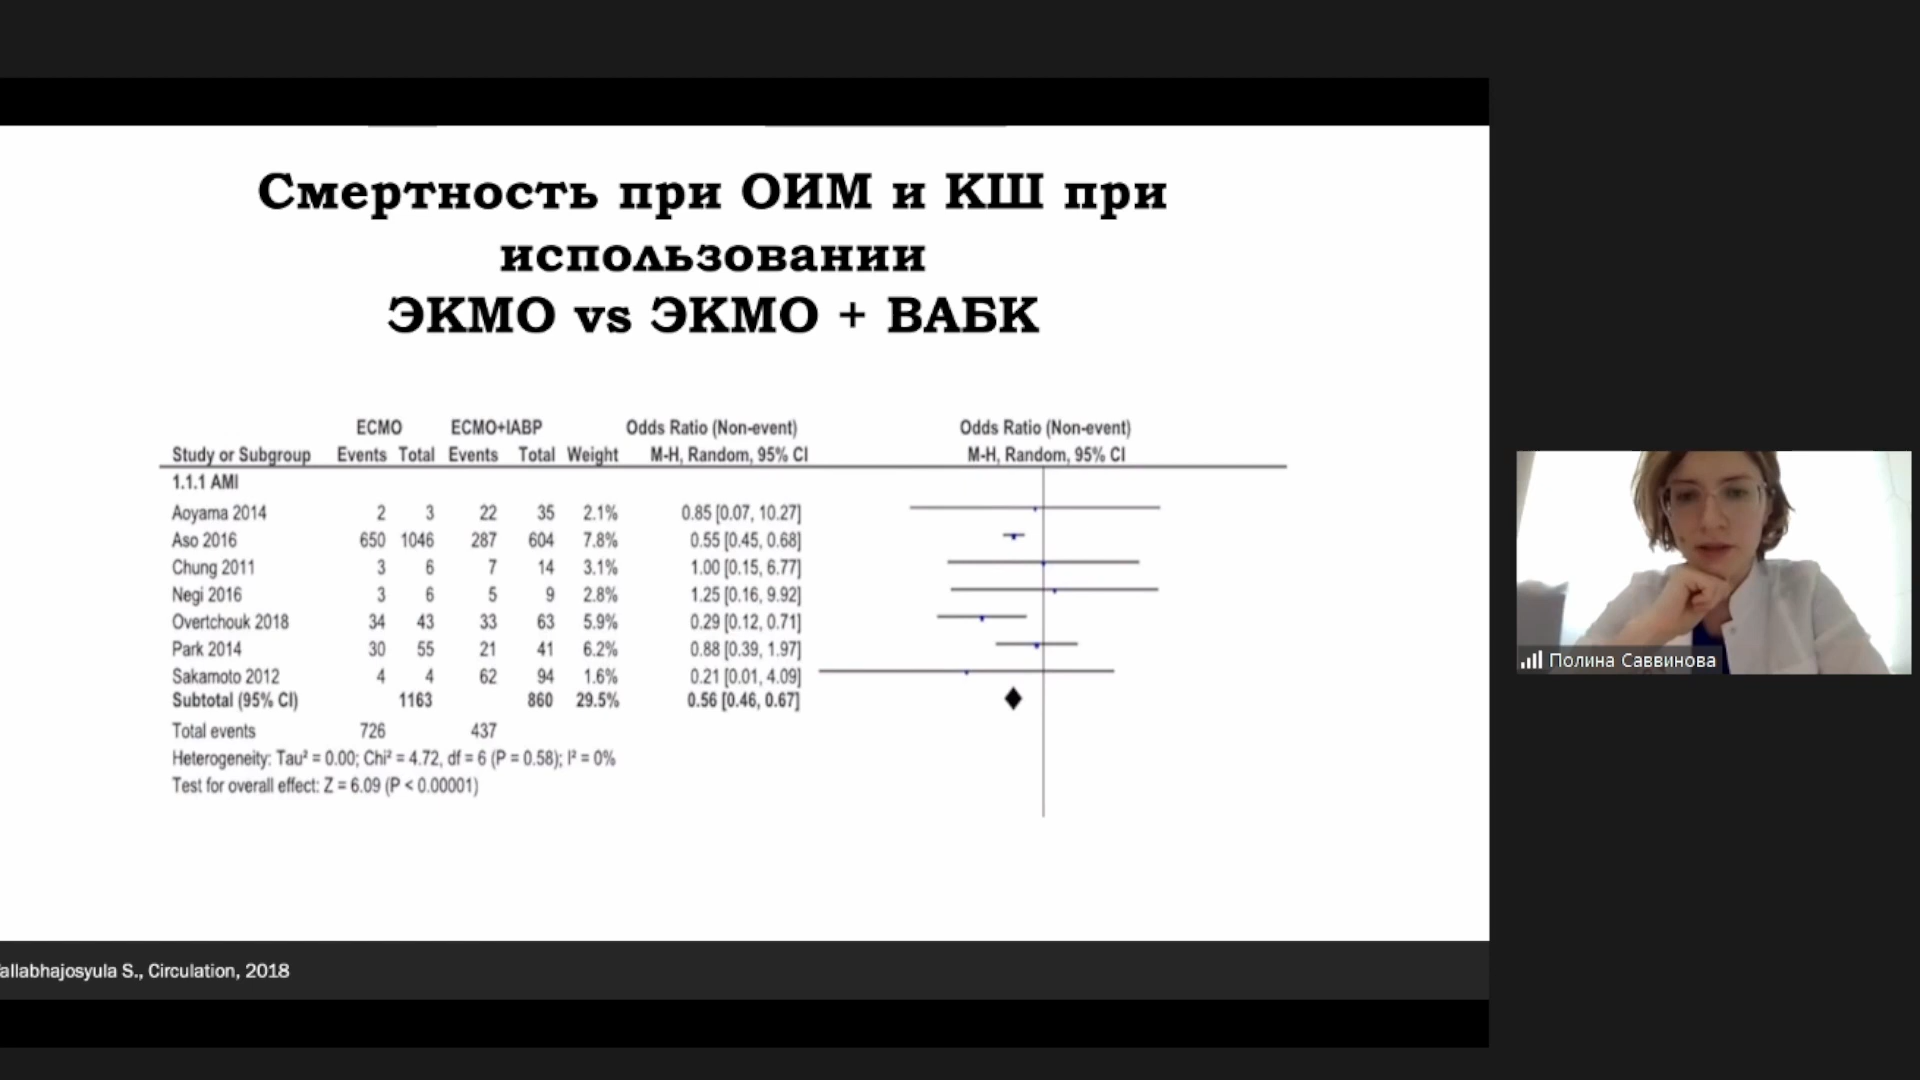 Смертность при ОИМ и КШ при
использовании
ЭКМО vs ЭКМО + ВАБК
ECMO ECMO+IABP Odds Ratio (Non-event) Odds Ratio (Non-event)
Study or Subgroup Events Total Events Total Weight M-H, Random, 95% CI M-H, Random, 95% CI
1.1.1 AMI
Aoyama 2014 2 3 22 35 2.1% 0.85 [0.07, 10.27]
Aso 2016 650 1046 287 604 7.8% 0.55 [0.45, 0.68]
Chung 2011 3 6 7 14 3.1% 1.00 [0.15, 6.77]
Negi 2016 3 6 5 9 2.8% 1.25 [0.16, 9.92]
Overtchouk 2018 34 43 33 63 5.9% 0.29 [0.12, 0.71]
Park 2014 30 55 21 41 6.2% 0.88 [0.39, 1.97]
Sakamoto 2012 4 4 62 94 1.6% 0.21 [0.01, 4.09]
Subtotal (95% CI) 1163 860 29.5% 0.56 [0.46, 0.67]
Total events 726 437
Heterogeneity: Tau² = 0.00; Chi² = 4.72, df = 6 (P = 0.58); I² = 0%
Test for overall effect: Z = 6.09 (P < 0.00001)
Полина Саввинова
allabhajosyula S., Circulation, 2018